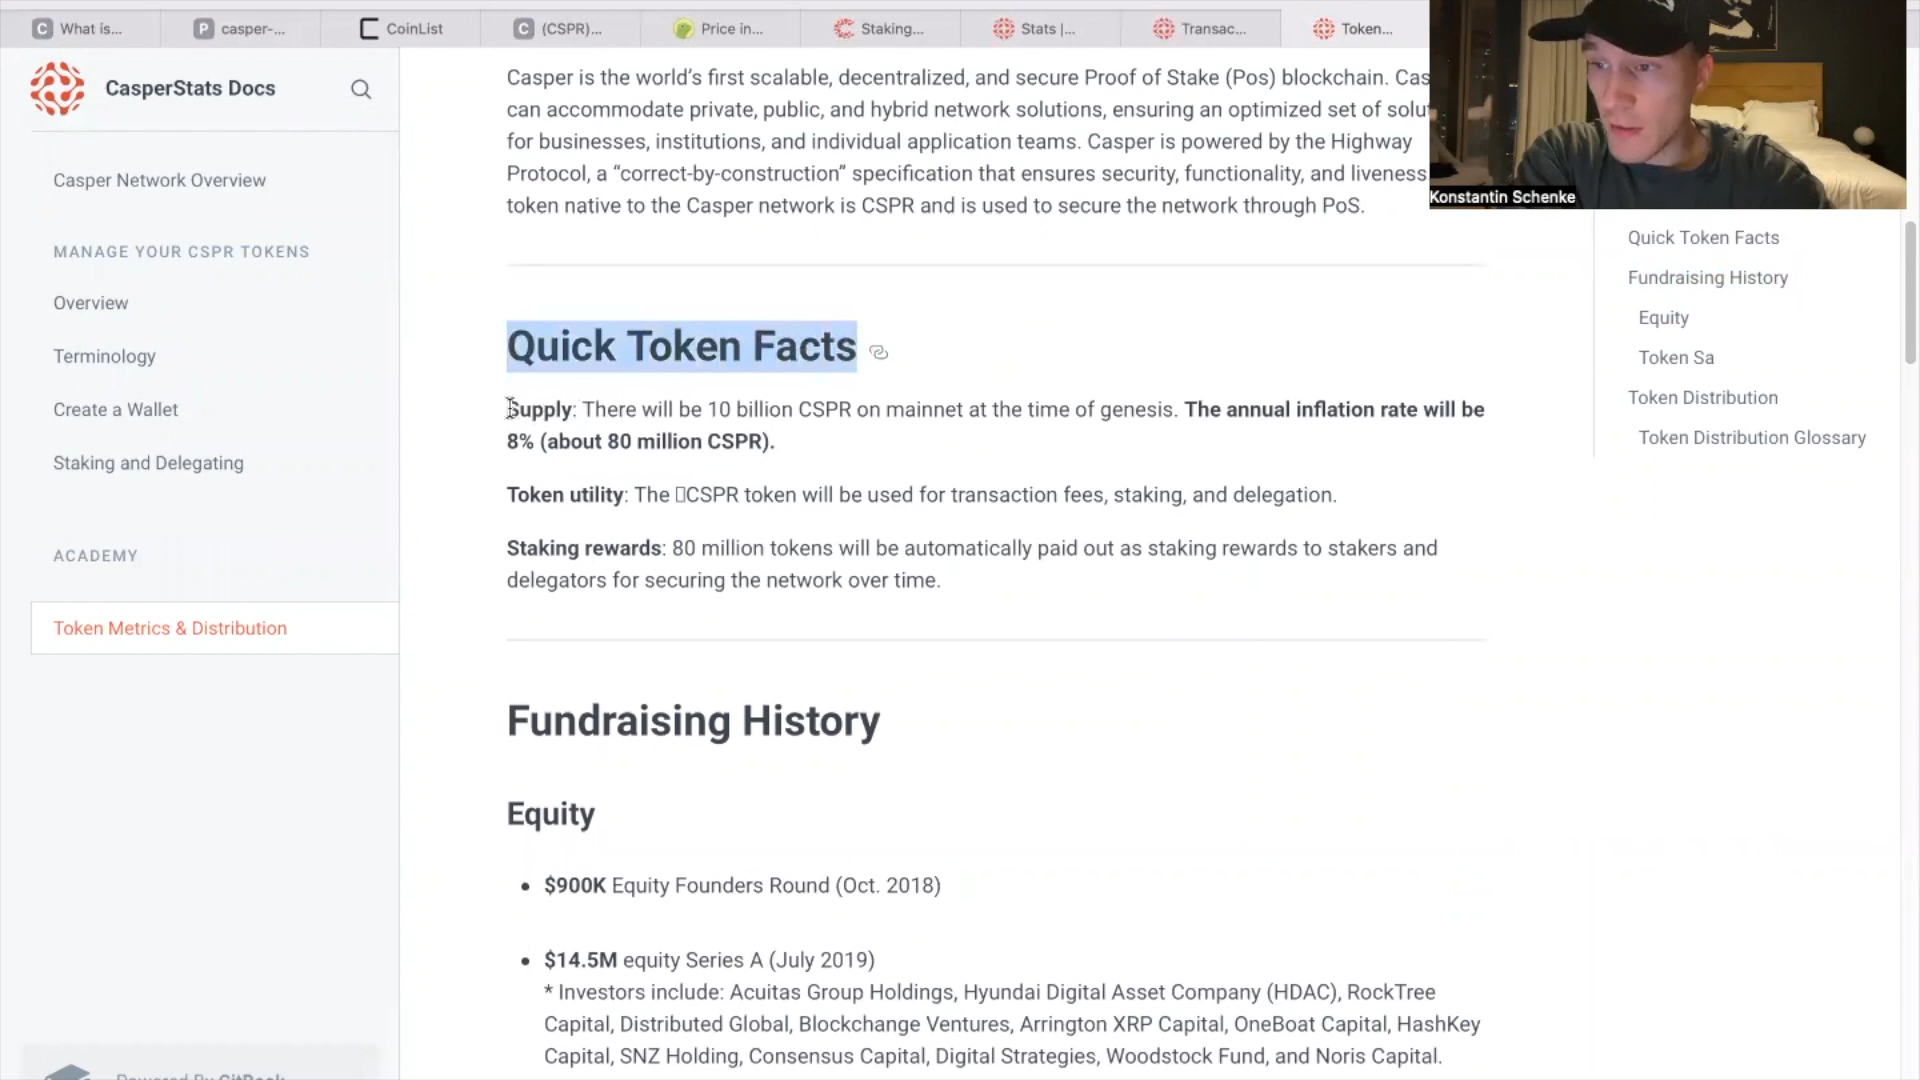 What is...
casper-...
CoinList
(CSPR)...
Price in...
Staking...
Stats |...
Transac...
Token...
CasperStats Docs
Casper Network Overview
MANAGE YOUR CSPR TOKENS
Overview
Terminology
Create a Wallet
Staking and Delegating
ACADEMY
Token Metrics & Distribution
Powered By GitBook
Casper is the world’s first scalable, decentralized, and secure Proof of Stake (Pos) blockchain. Cas
can accommodate private, public, and hybrid network solutions, ensuring an optimized set of solu
for businesses, institutions, and individual application teams. Casper is powered by the Highway
Protocol, a “correct-by-construction” specification that ensures security, functionality, and liveness
token native to the Casper network is CSPR and is used to secure the network through PoS.
Quick Token Facts
Supply: There will be 10 billion CSPR on mainnet at the time of genesis. The annual inflation rate will be
8% (about 80 million CSPR).
Token utility: The CSPR token will be used for transaction fees, staking, and delegation.
Staking rewards: 80 million tokens will be automatically paid out as staking rewards to stakers and
delegators for securing the network over time.
Fundraising History
Equity
• $900K Equity Founders Round (Oct. 2018)
• $14.5M equity Series A (July 2019)
* Investors include: Acuitas Group Holdings, Hyundai Digital Asset Company (HDAC), RockTree
Capital, Distributed Global, Blockchange Ventures, Arrington XRP Capital, OneBoat Capital, HashKey
Capital, SNZ Holding, Consensus Capital, Digital Strategies, Woodstock Fund, and Noris Capital.
Konstantin Schenke
Quick Token Facts
Fundraising History
Equity
Token Sa
Token Distribution
Token Distribution Glossary